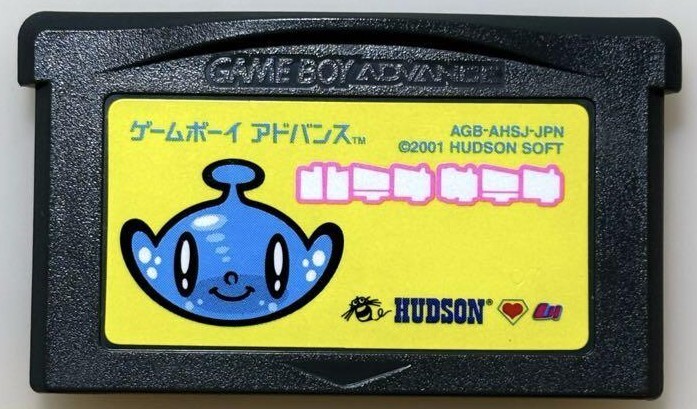 GAME BOY ADVANCE
ゲームボーイ アドバンス™
AGB-AHSJ-JPN
©2001 HUDSON SOFT
HUDSON®